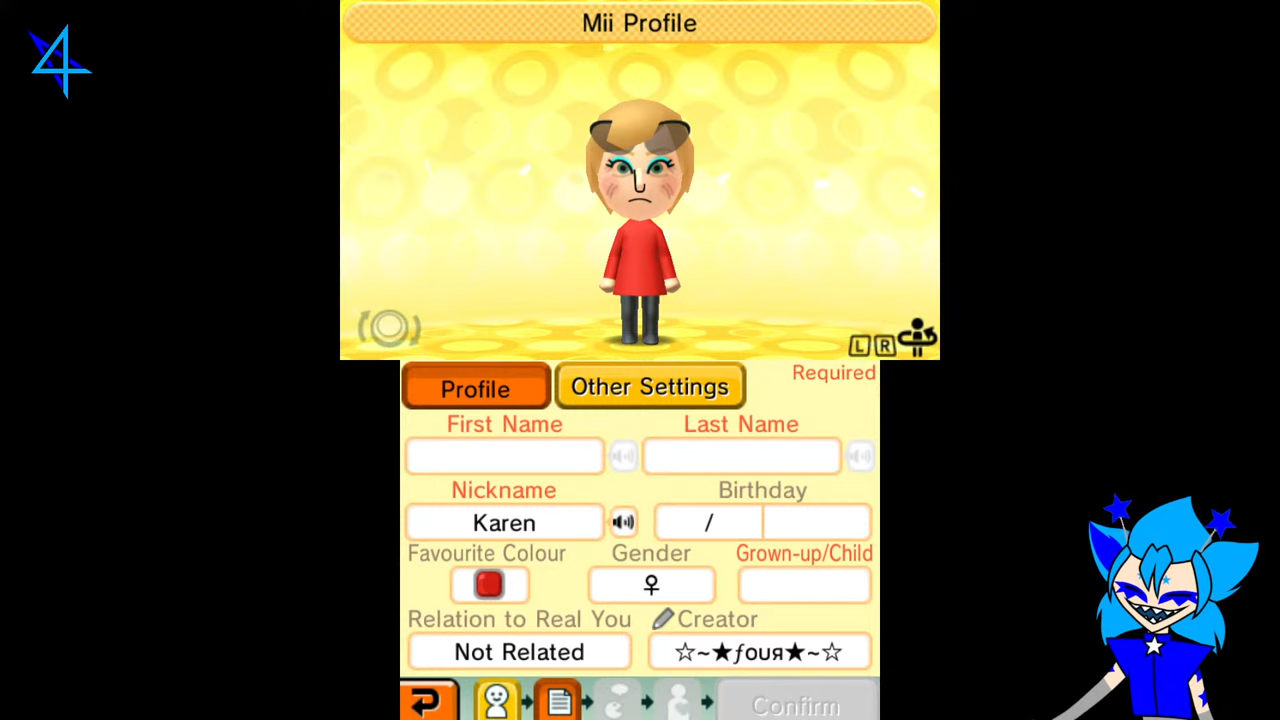 4
Mii Profile
L R
Profile Other Settings Required
First Name Last Name
Nickname Birthday
Karen /
Favourite Colour Gender Grown-up/Child
♀
Relation to Real You Creator
Not Related ☆~★ƒouя★~☆
Confirm